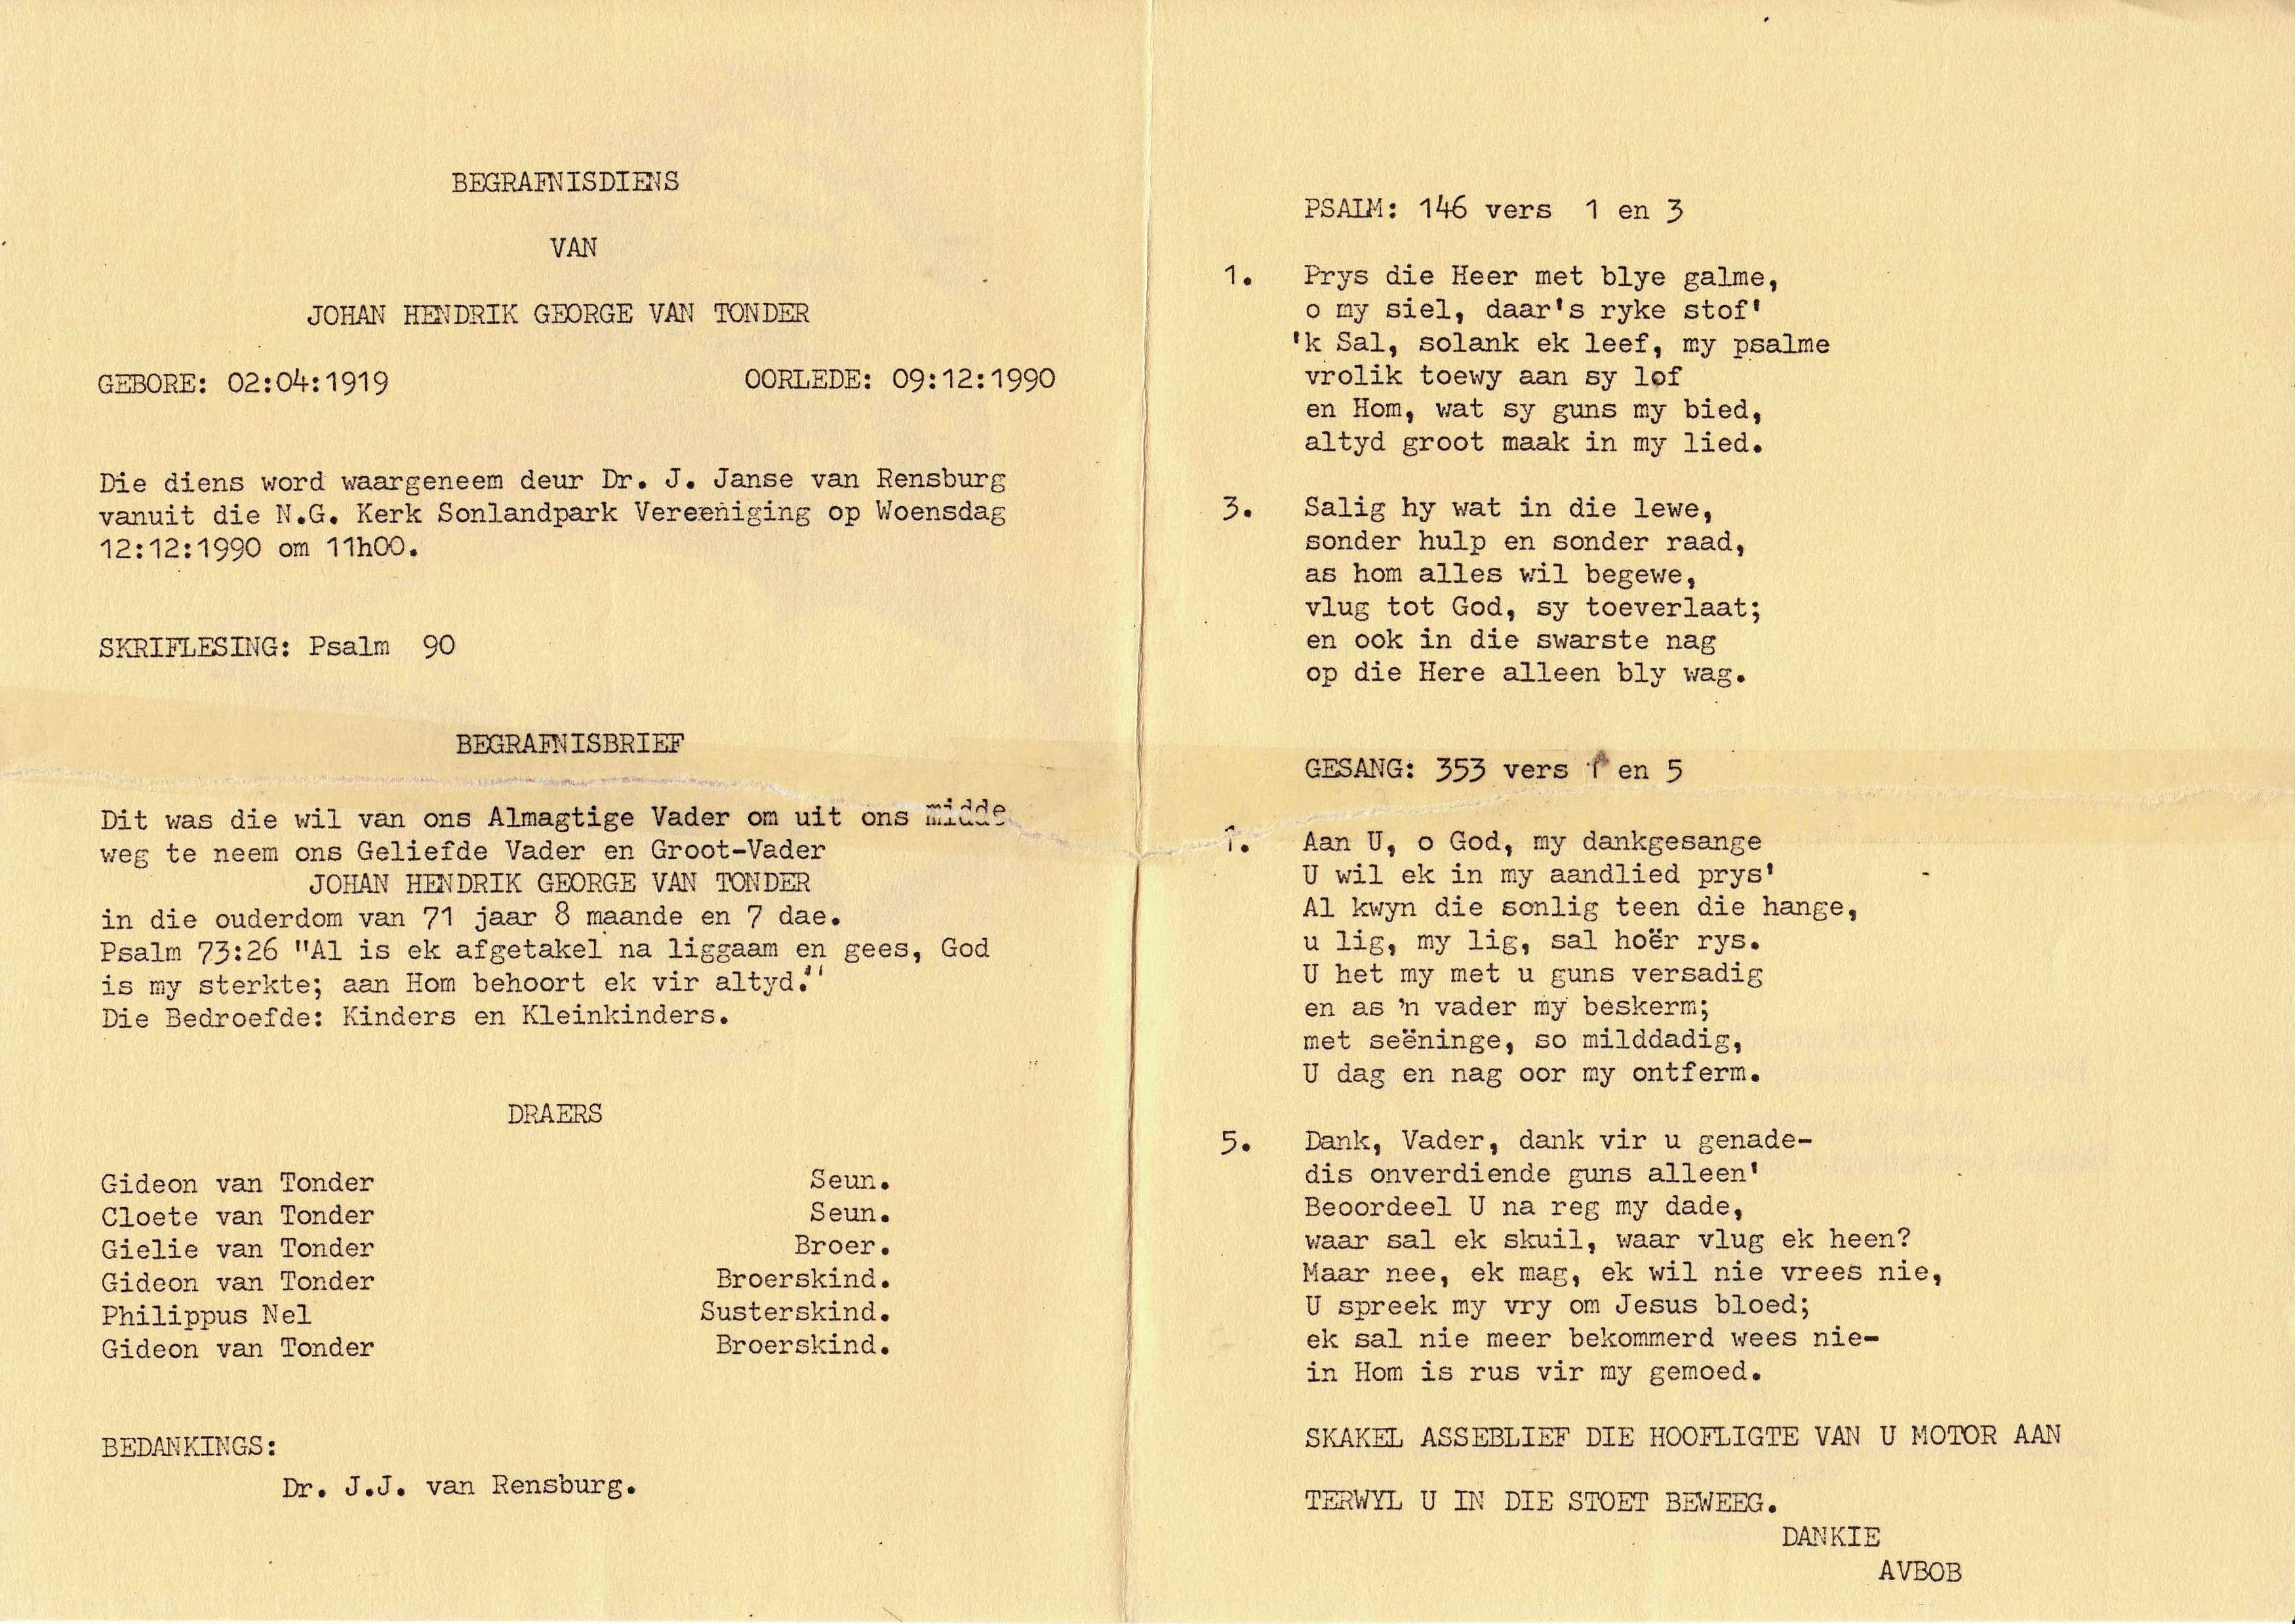 BEGRAFNISDIENS
VAN
JOHAN HENDRIK GEORGE VAN TONDER
GEBORE: 02:04:1919 OORLEDE: 09:12:1990
Die diens word waargeneem deur Dr. J. Janse van Rensburg
vanuit die N.G. Kerk Sonlandpark Vereeniging op Woensdag
12:12:1990 om 11h00.
SKRIFLESING: Psalm 90
BEGRAFNISBRIEF
Dit was die wil van ons Almagtige Vader om uit ons midde
weg te neem ons Geliefde Vader en Groot-Vader
JOHAN HENDRIK GEORGE VAN TONDER
in die ouderdom van 71 jaar 8 maande en 7 dae.
Psalm 73:26 "Al is ek afgetakel na liggaam en gees, God
is my sterkte; aan Hom behoort ek vir altyd."
Die Bedroefde: Kinders en Kleinkinders.
DRAERS
Gideon van Tonder Seun.
Cloete van Tonder Seun.
Gielie van Tonder Broer.
Gideon van Tonder Broerskind.
Philippus Nel Susterskind.
Gideon van Tonder Broerskind.
BEDANKINGS:
Dr. J.J. van Rensburg.
PSALM: 146 vers 1 en 3
1. Prys die Heer met blye galme,
o my siel, daar's ryke stof'
'k Sal, solank ek leef, my psalme
vrolik toewy aan sy lof
en Hom, wat sy guns my bied,
altyd groot maak in my lied.
3. Salig hy wat in die lewe,
sonder hulp en sonder raad,
as hom alles wil begewe,
vlug tot God, sy toeverlaat;
en ook in die swarste nag
op die Here alleen bly wag.
GESANG: 353 vers 1 en 5
1. Aan U, o God, my dankgesange
U wil ek in my aandlied prys'
Al kwyn die sonlig teen die hange,
u lig, my lig, sal hoër rys.
U het my met u guns versadig
en as 'n vader my beskerm;
met seëninge, so milddadig,
U dag en nag oor my ontferm.
5. Dank, Vader, dank vir u genade-
dis onverdiende guns alleen'
Beoordeel U na reg my dade,
waar sal ek skuil, waar vlug ek heen?
Maar nee, ek mag, ek wil nie vrees nie,
U spreek my vry om Jesus bloed;
ek sal nie meer bekommerd wees nie-
in Hom is rus vir my gemoed.
SKAKEL ASSEBLIEF DIE HOOFLIGTE VAN U MOTOR AAN
TERWYL U IN DIE STOET BEWEEG.
DANKIE
AVBOB